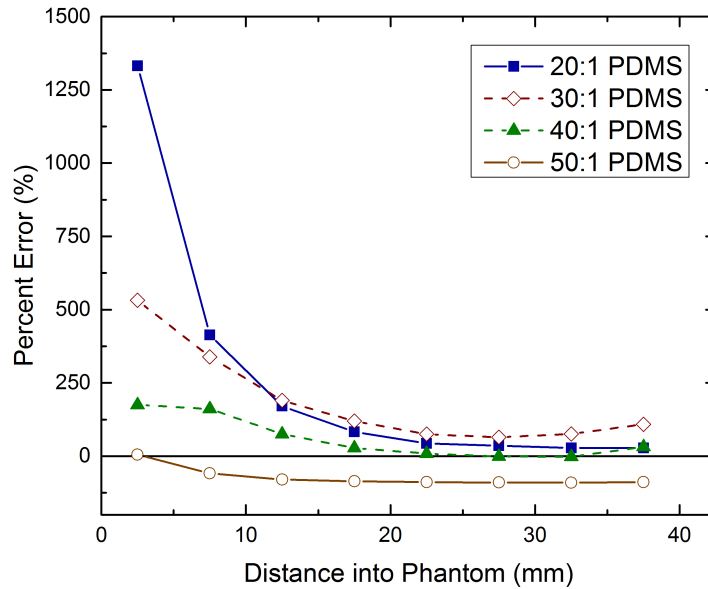 1500
1250
1000
750
500
250
0
Percent Error (%)
20:1 PDMS
30:1 PDMS
40:1 PDMS
50:1 PDMS
0 10 20 30 40
Distance into Phantom (mm)